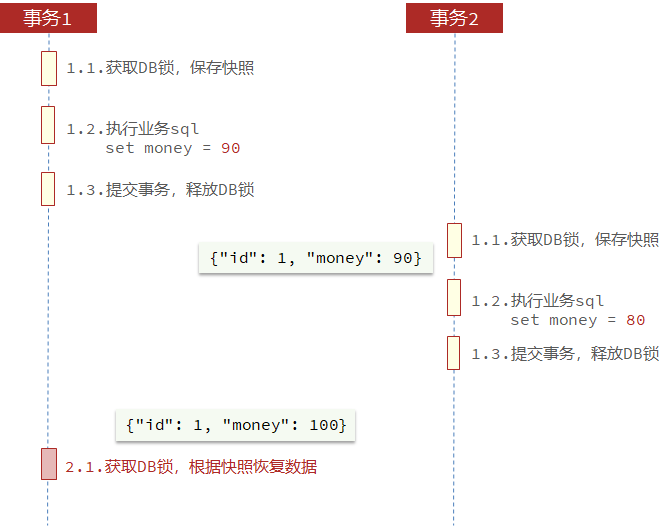 事务1
事务2
1.1.获取DB锁，保存快照
1.2.执行业务sql
set money = 90
1.3.提交事务，释放DB锁
1.1.获取DB锁，保存快照
{"id": 1, "money": 90}
1.2.执行业务sql
set money = 80
1.3.提交事务，释放DB锁
{"id": 1, "money": 100}
2.1.获取DB锁，根据快照恢复数据